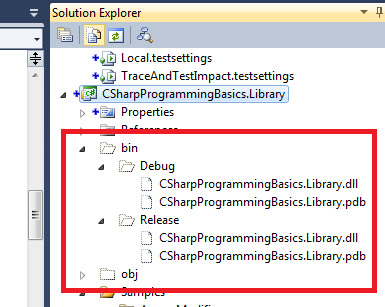 Solution Explorer
Local.testsettings
TraceAndTestImpact.testsettings
CSharpProgrammingBasics.Library
Properties
References
bin
Debug
CSharpProgrammingBasics.Library.dll
CSharpProgrammingBasics.Library.pdb
Release
CSharpProgrammingBasics.Library.dll
CSharpProgrammingBasics.Library.pdb
obj
Samples